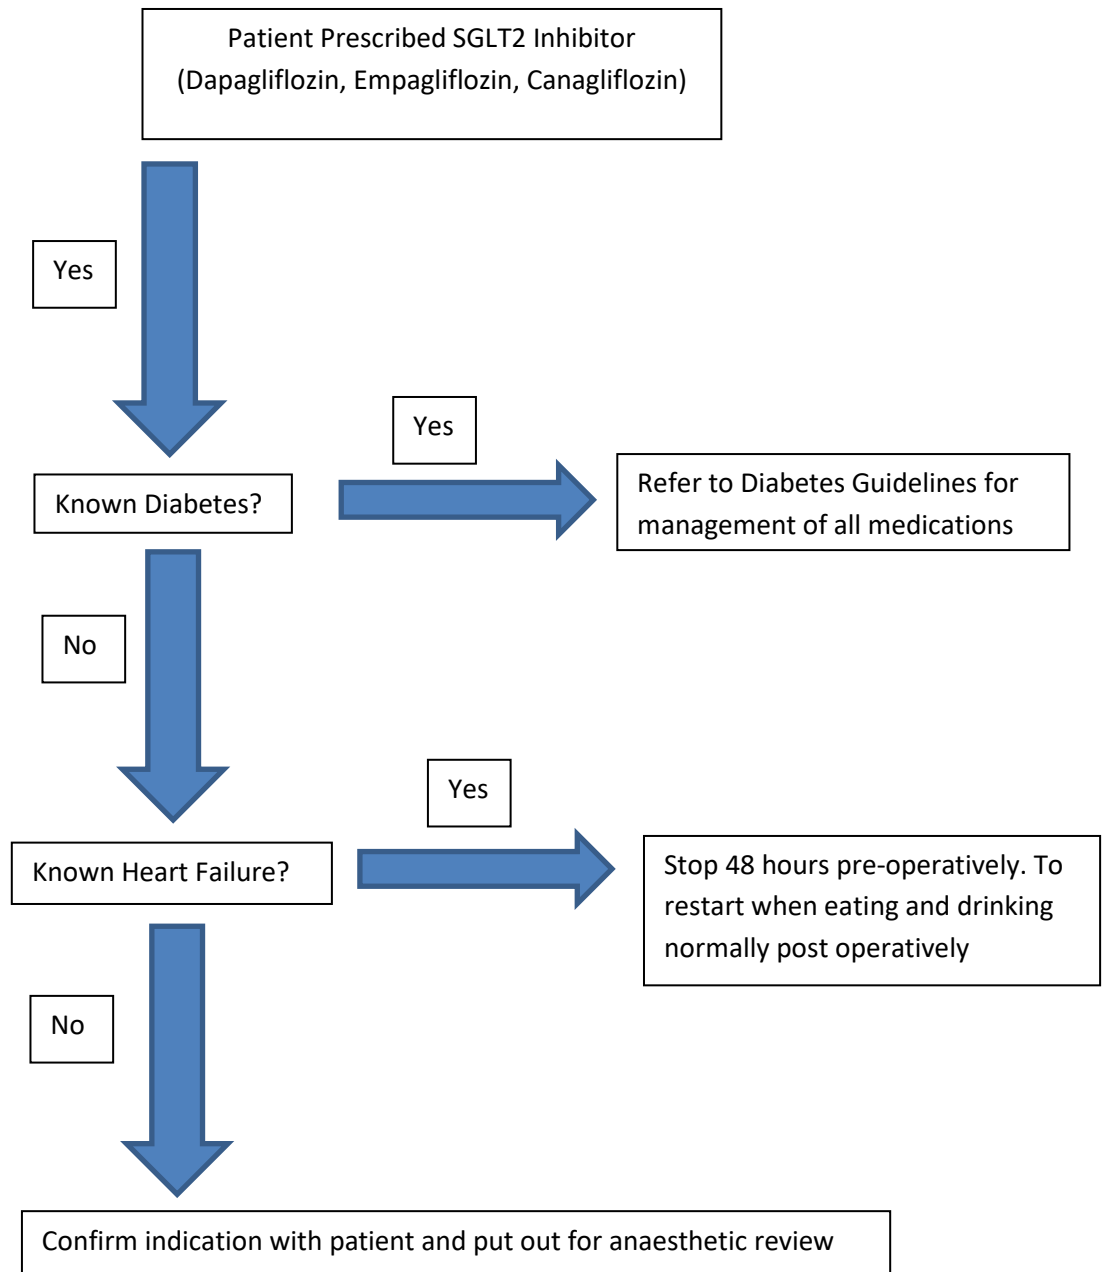 Patient Prescribed SGLT2 Inhibitor
(Dapagliflozin, Empagliflozin, Canagliflozin)
Yes
Known Diabetes?
Yes
Refer to Diabetes Guidelines for
management of all medications
No
Known Heart Failure?
Yes
Stop 48 hours pre-operatively. To
restart when eating and drinking
normally post operatively
No
Confirm indication with patient and put out for anaesthetic review